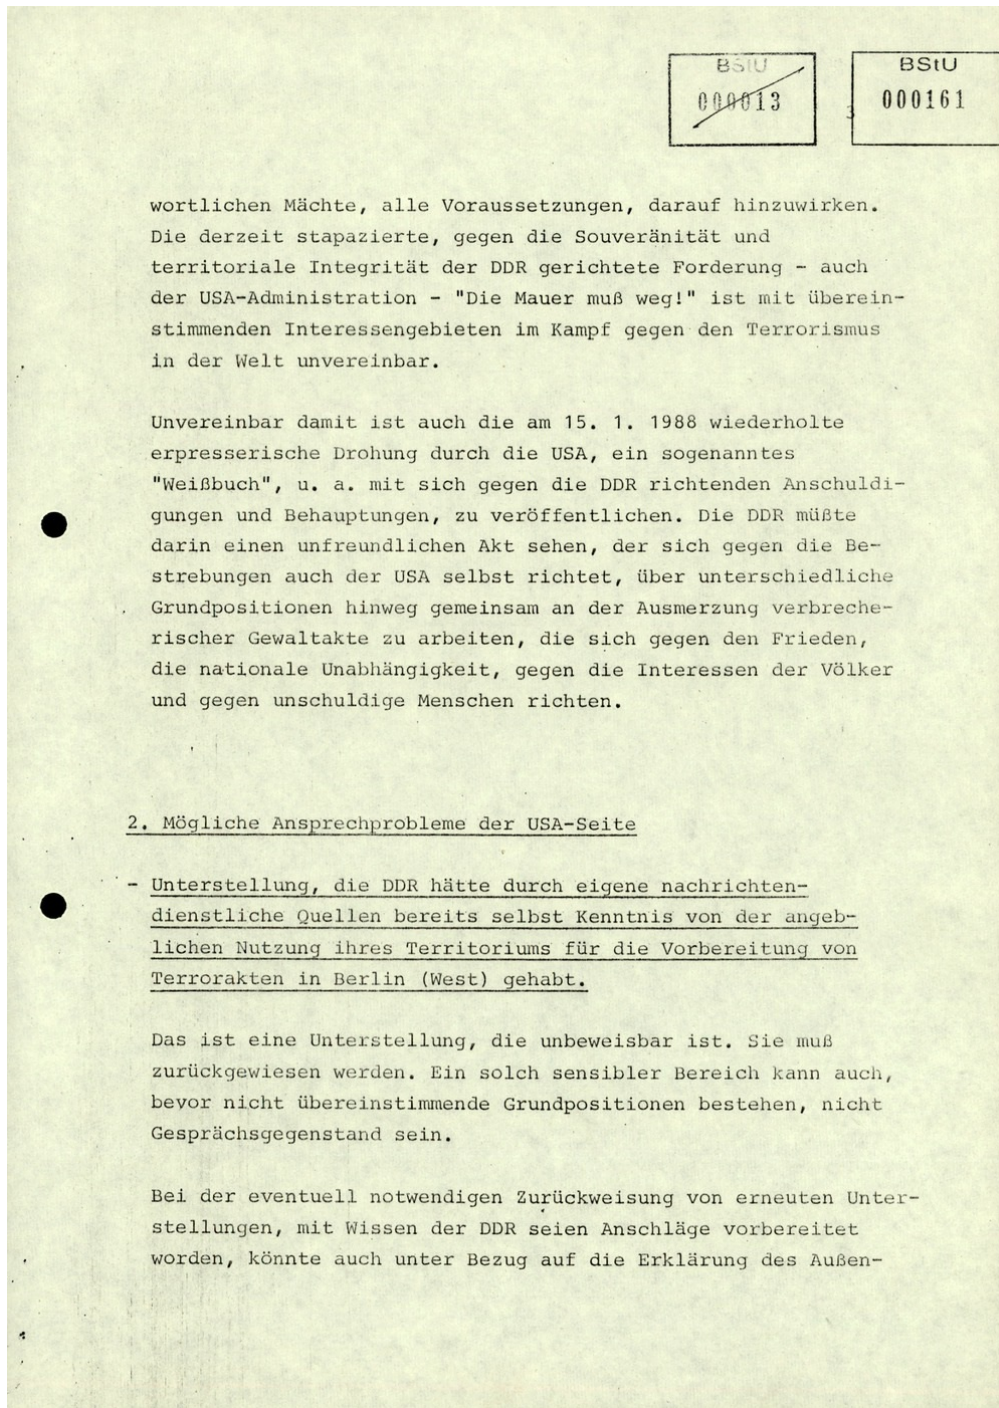 BStU
000013
BStU
000161
3
wortlichen Mächte, alle Voraussetzungen, darauf hinzuwirken.
Die derzeit stapazierte, gegen die Souveränität und
territoriale Integrität der DDR gerichtete Forderung - auch
der USA-Administration - "Die Mauer muß weg!" ist mit überein-
stimmenden Interessengebieten im Kampf gegen den Terrorismus
in der Welt unvereinbar.
Unvereinbar damit ist auch die am 15. 1. 1988 wiederholte
erpresserische Drohung durch die USA, ein sogenanntes
"Weißbuch", u. a. mit sich gegen die DDR richtenden Anschuldi-
gungen und Behauptungen, zu veröffentlichen. Die DDR müßte
darin einen unfreundlichen Akt sehen, der sich gegen die Be-
strebungen auch der USA selbst richtet, über unterschiedliche
Grundpositionen hinweg gemeinsam an der Ausmerzung verbreche-
rischer Gewaltakte zu arbeiten, die sich gegen den Frieden,
die nationale Unabhängigkeit, gegen die Interessen der Völker
und gegen unschuldige Menschen richten.
2. Mögliche Ansprechprobleme der USA-Seite
- Unterstellung, die DDR hätte durch eigene nachrichten-
dienstliche Quellen bereits selbst Kenntnis von der angeb-
lichen Nutzung ihres Territoriums für die Vorbereitung von
Terrorakten in Berlin (West) gehabt.
Das ist eine Unterstellung, die unbeweisbar ist. Sie muß
zurückgewiesen werden. Ein solch sensibler Bereich kann auch,
bevor nicht übereinstimmende Grundpositionen bestehen, nicht
Gesprächsgegenstand sein.
Bei der eventuell notwendigen Zurückweisung von erneuten Unter-
stellungen, mit Wissen der DDR seien Anschläge vorbereitet
worden, könnte auch unter Bezug auf die Erklärung des Außen-